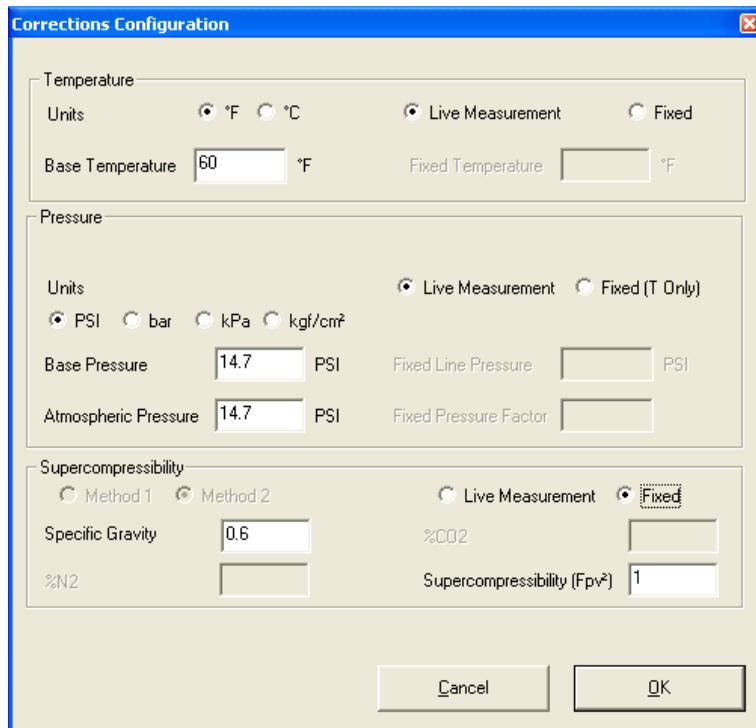 Corrections Configuration
Temperature
Units °F °C Live Measurement Fixed
Base Temperature 60 °F Fixed Temperature °F
Pressure
Units Live Measurement Fixed (T Only)
PSI bar kPa kgf/cm²
Base Pressure 14.7 PSI Fixed Line Pressure PSI
Atmospheric Pressure 14.7 PSI Fixed Pressure Factor
Supercompressibility
Method 1 Method 2 Live Measurement Fixed
Specific Gravity 0.6 %CO2
%N2 Supercompressibility (Fpv²) 1
Cancel OK